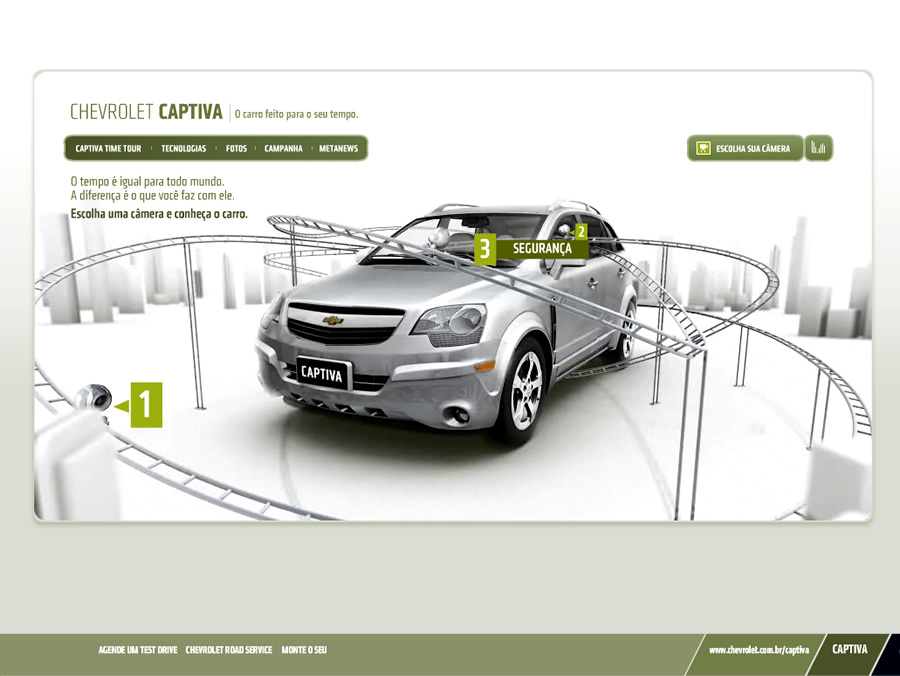 CHEVROLET CAPTIVA | O carro feito para o seu tempo.
CAPTIVA TIME TOUR
TECNOLOGIAS
FOTOS
CAMPANHA
METANEWS
ESCOLHA SUA CÂMERA
O tempo é igual para todo mundo.
A diferença é o que você faz com ele.
Escolha uma câmera e conheça o carro.
2
3 SEGURANÇA
CAPTIVA
1
AGENDE UM TEST DRIVE
CHEVROLET ROAD SERVICE
MONTE O SEU
www.chevrolet.com.br/captiva
CAPTIVA